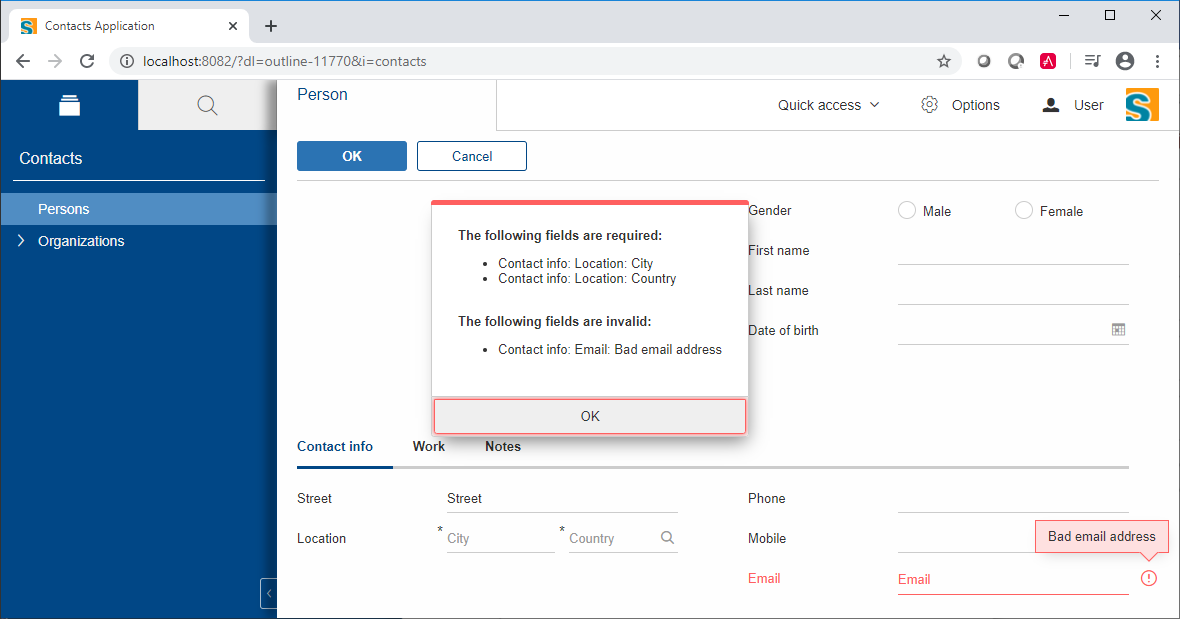 Contacts Application
localhost:8082/?dl=outline-11770&i=contacts
Person
Quick access
Options
User
Contacts
OK
Cancel
Persons
Organizations
Gender
Male
Female
First name
Last name
Date of birth
The following fields are required:
• Contact info: Location: City
• Contact info: Location: Country
The following fields are invalid:
• Contact info: Email: Bad email address
OK
Contact info
Work
Notes
Street
Street
Phone
Location
* City
* Country
Mobile
Bad email address
Email
Email